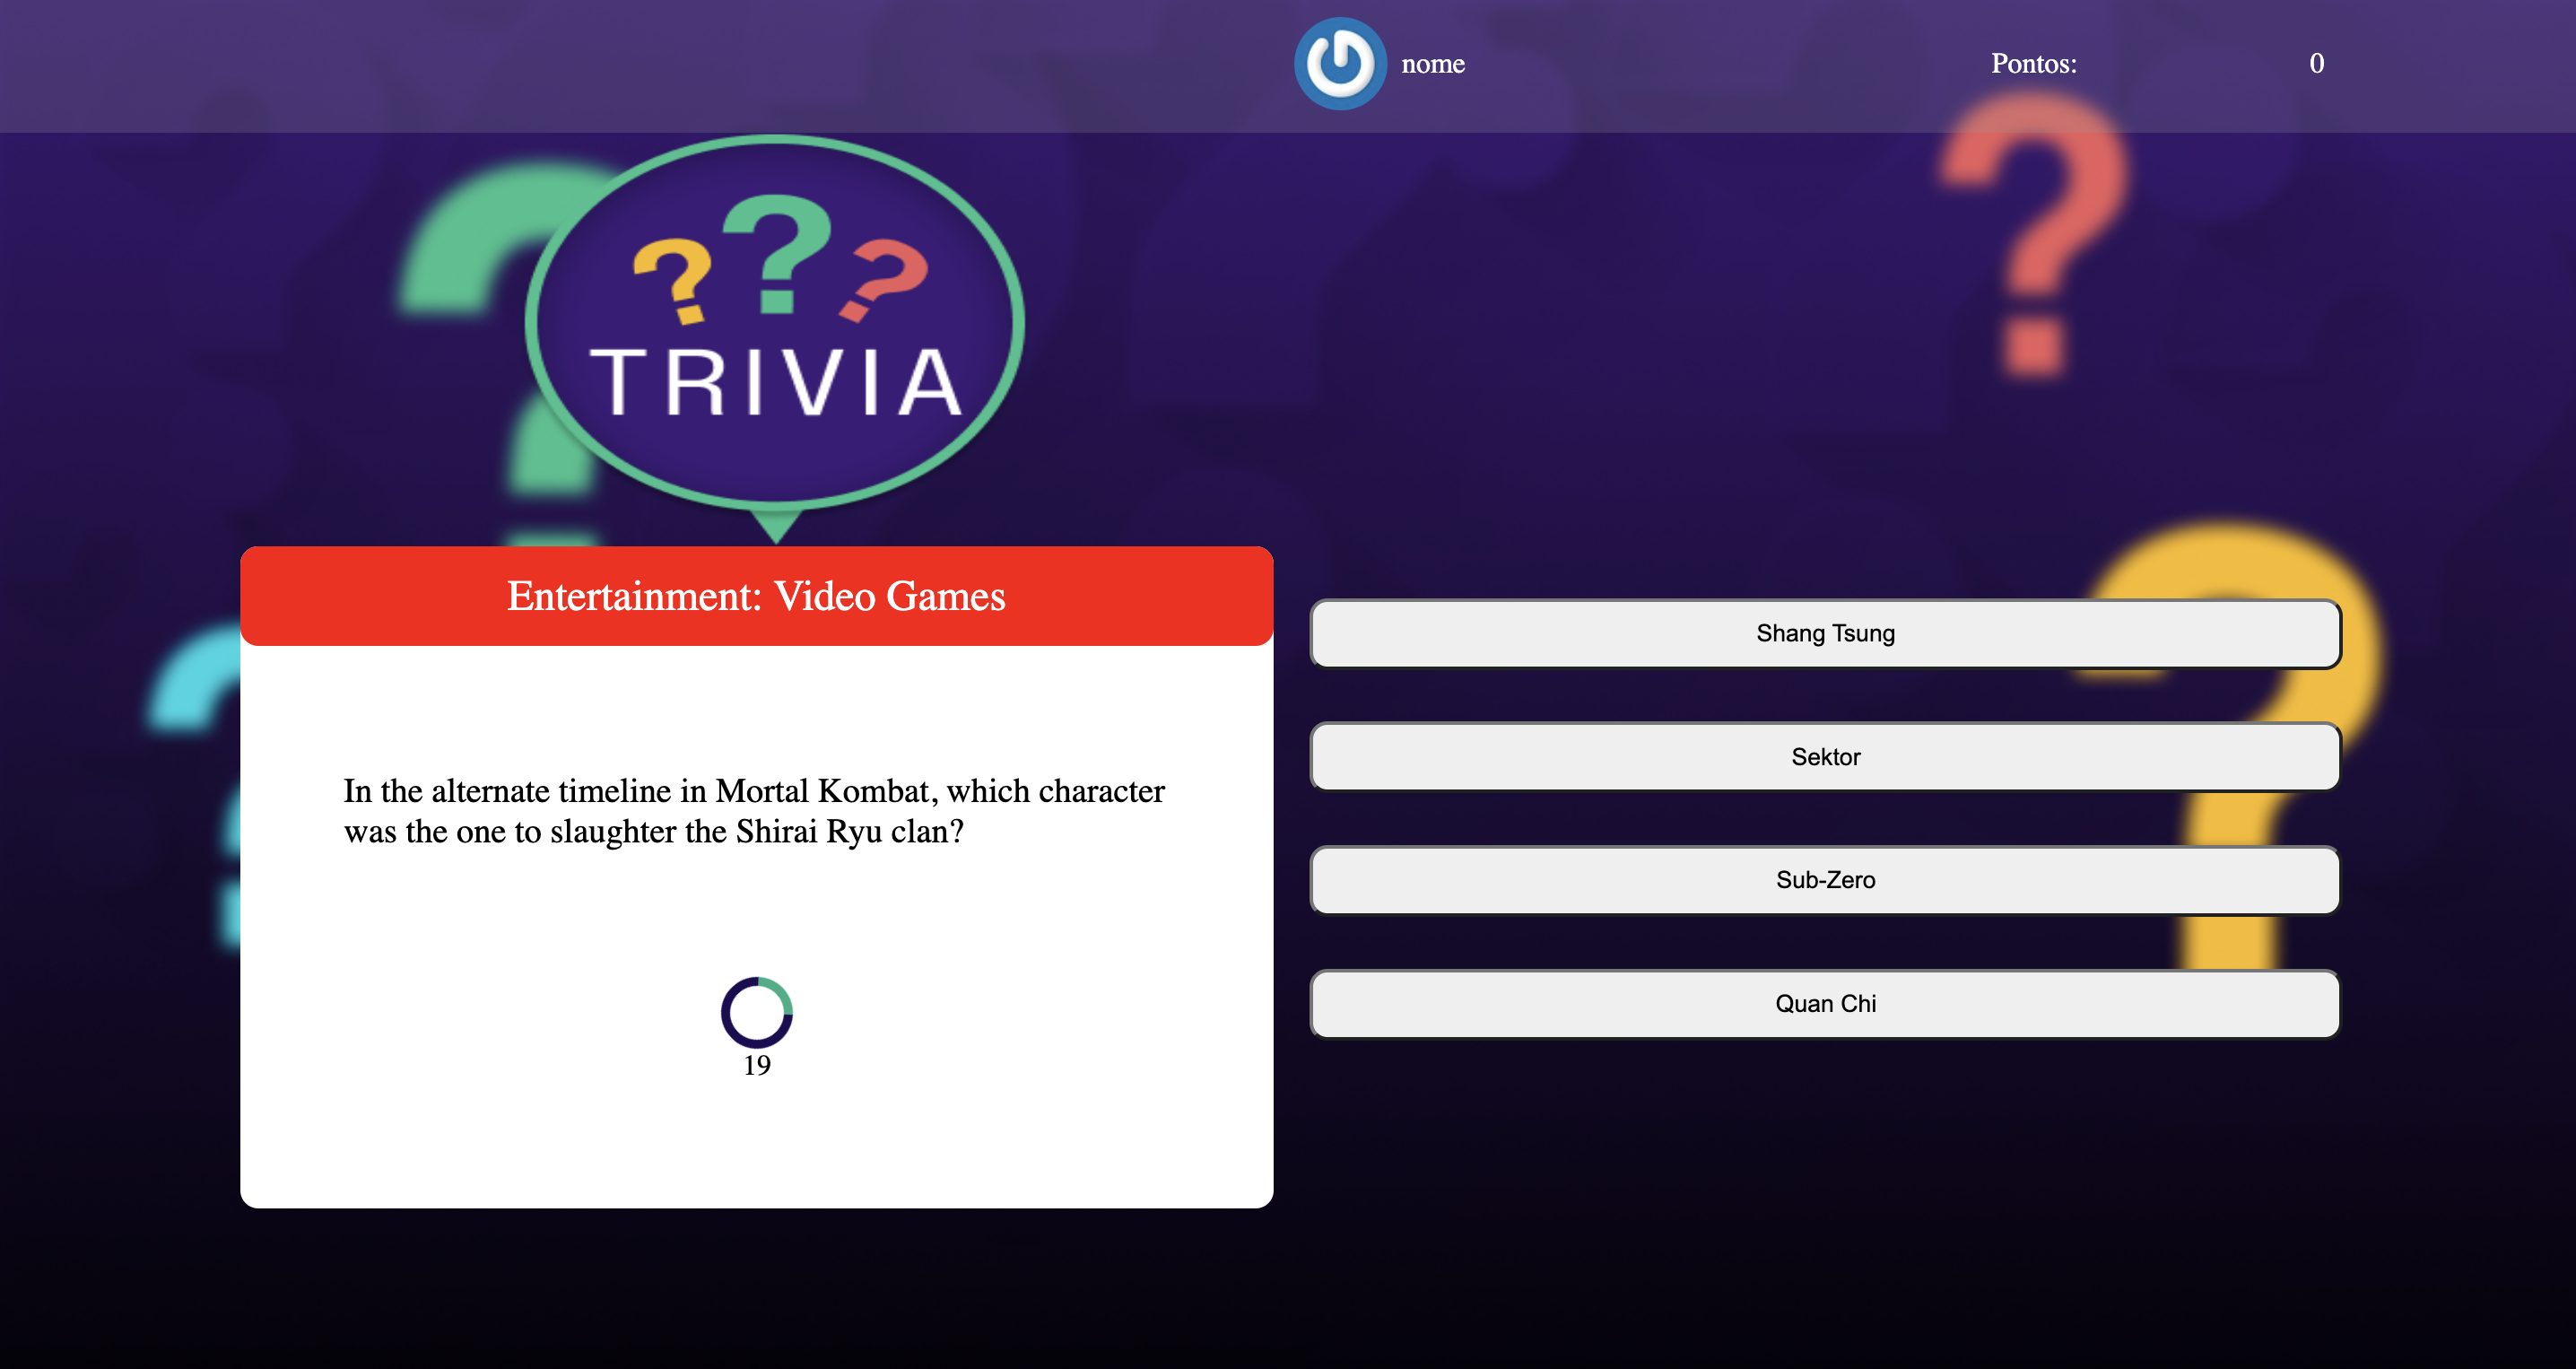 nome
Pontos: 0
? ? ?
TRIVIA
Entertainment: Video Games
In the alternate timeline in Mortal Kombat, which character
was the one to slaughter the Shirai Ryu clan?
19
Shang Tsung
Sektor
Sub-Zero
Quan Chi